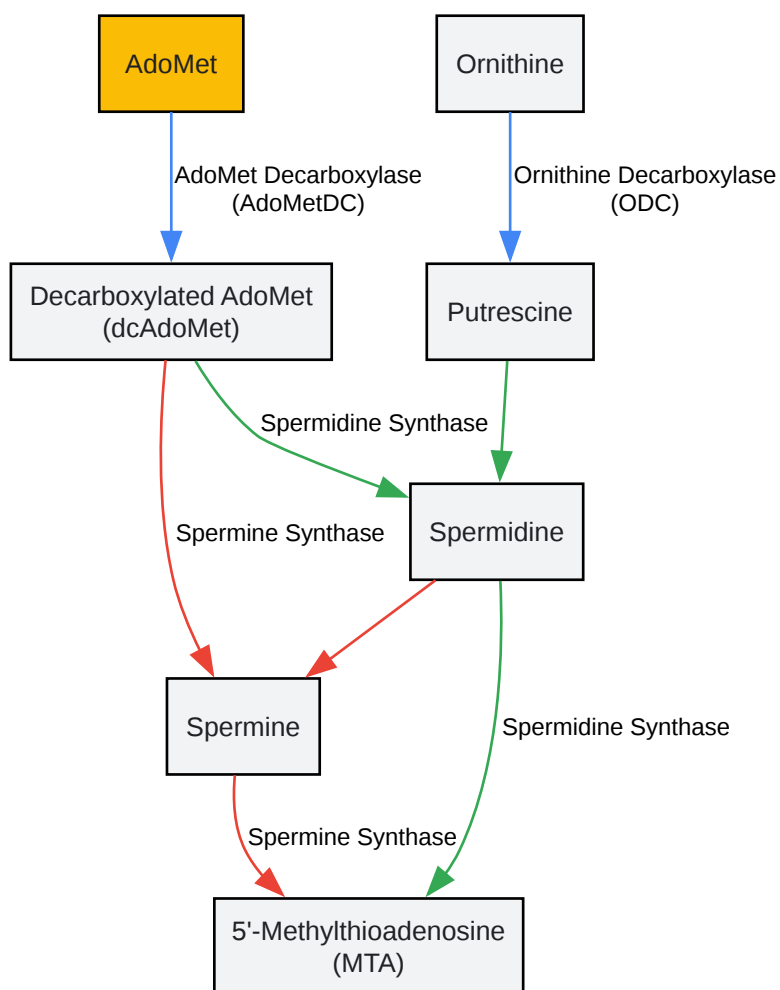 AdoMet
Ornithine
AdoMet Decarboxylase
(AdoMetDC)
Ornithine Decarboxylase
(ODC)
Decarboxylated AdoMet
(dcAdoMet)
Putrescine
Spermidine Synthase
Spermine Synthase
Spermidine
Spermine
Spermidine Synthase
Spermine Synthase
5'-Methylthioadenosine
(MTA)